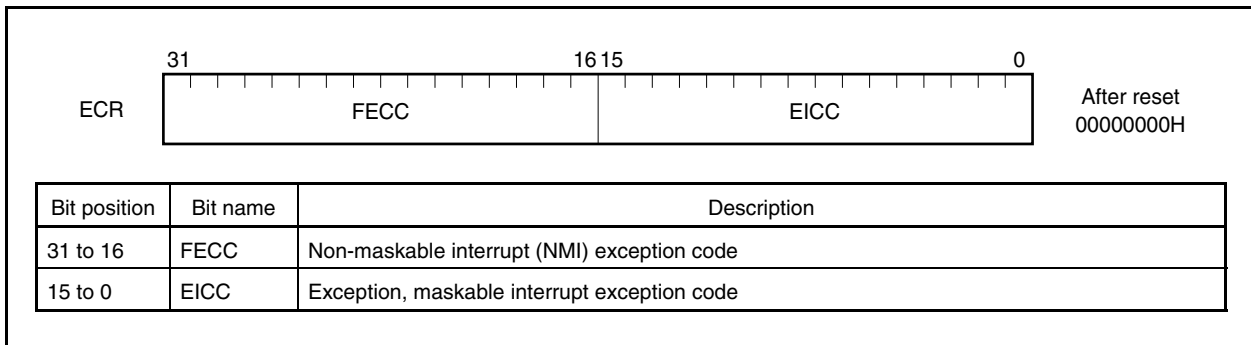 31 16 15 0
ECR FECC EICC After reset
00000000H
Bit position Bit name Description
31 to 16 FECC Non-maskable interrupt (NMI) exception code
15 to 0 EICC Exception, maskable interrupt exception code